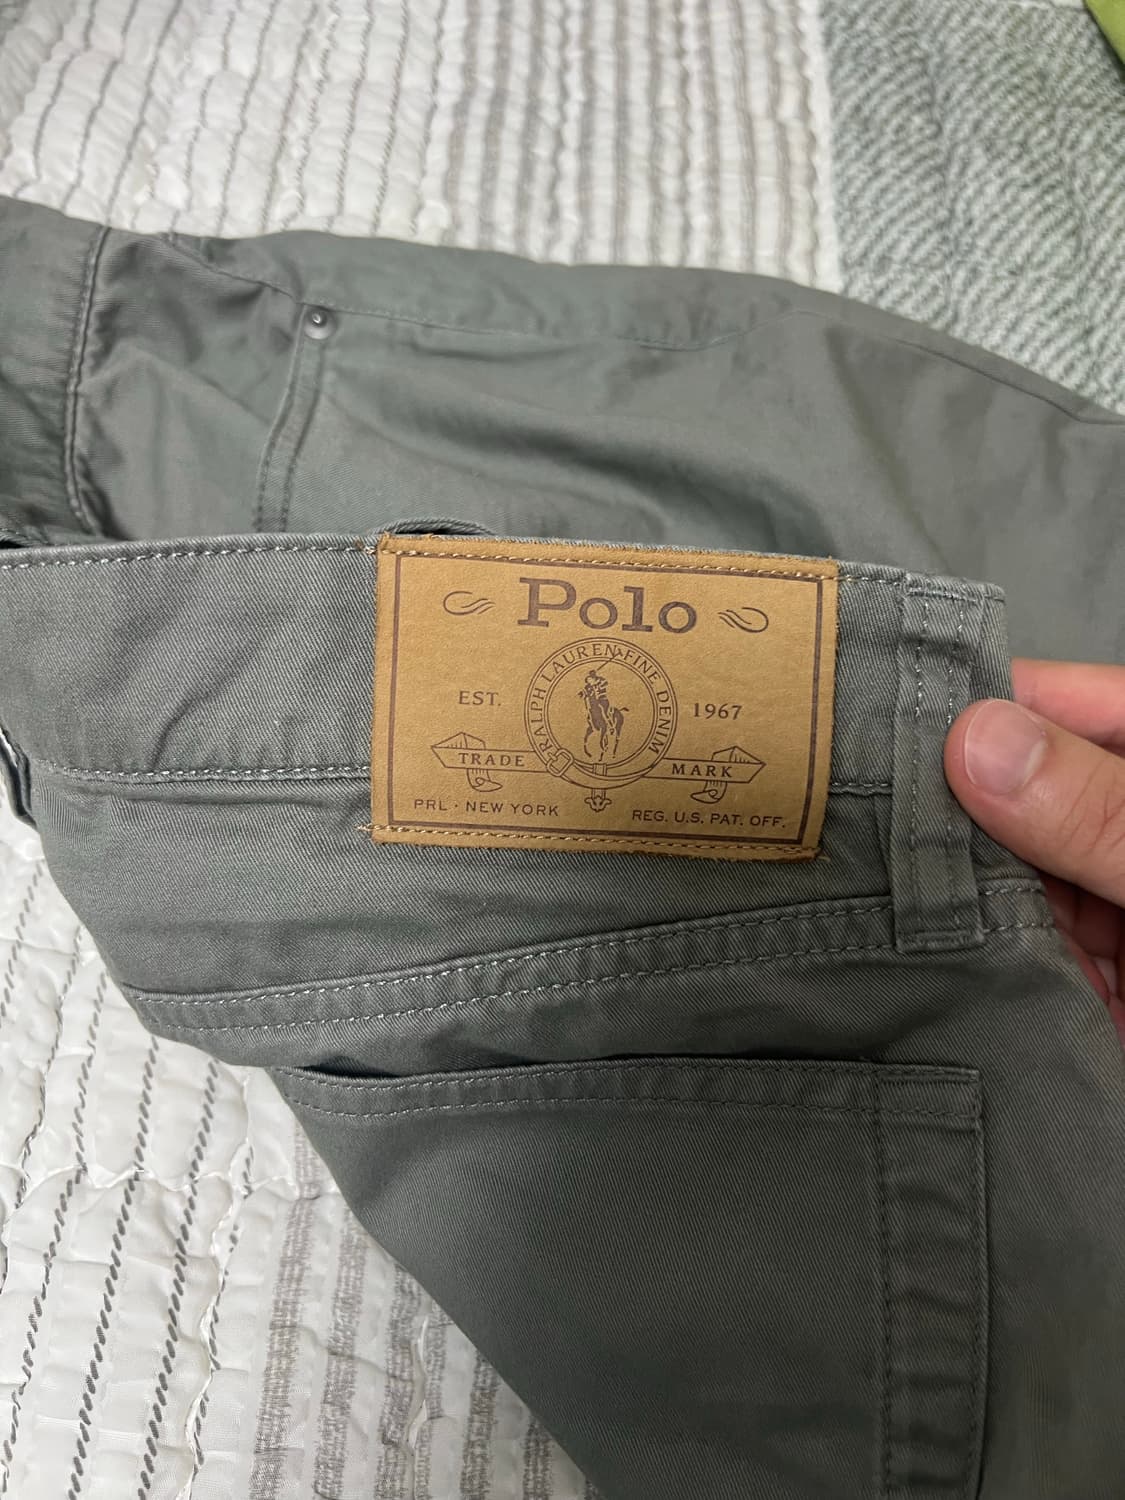 Polo
RALPH LAUREN FINE DENIM
EST. 1967
TRADE MARK
PRL · NEW YORK REG. U.S. PAT. OFF.